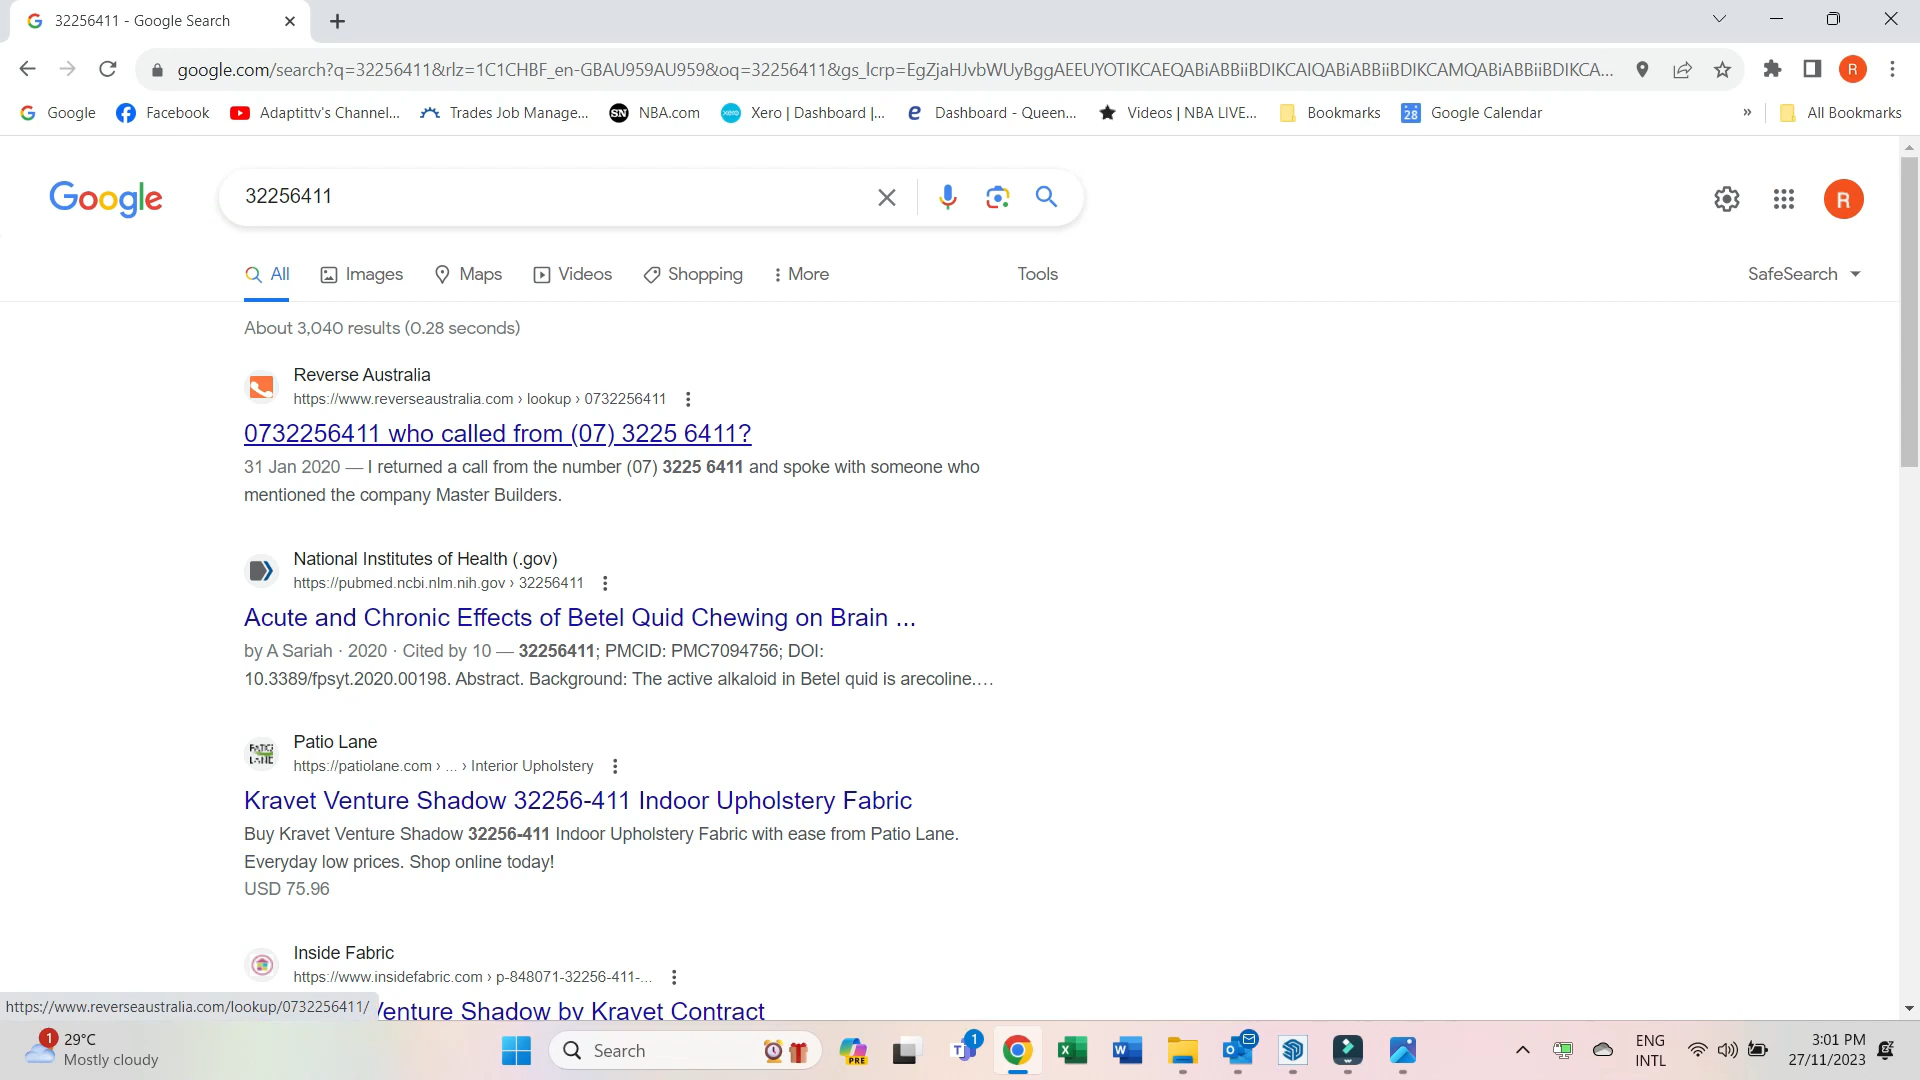 32256411 - Google Search
google.com/search?q=32256411&rlz=1C1CHBF_en-GBAU959AU959&oq=32256411&gs_lcrp=EgZjaHJvbWUyBggAEEUYOTIKCAEQABiABBiiBDIKCAIQABiABBiiBDIKCAMQABiABBiiBDIKCA...
R
Google
Facebook
Adaptittv's Channel...
Trades Job Manage...
NBA.com
Xero | Dashboard |...
Dashboard - Queen...
Videos | NBA LIVE...
Bookmarks
28 Google Calendar
»
All Bookmarks
Google
32256411
R
All
Images
Maps
Videos
Shopping
More
Tools
SafeSearch
About 3,040 results (0.28 seconds)
Reverse Australia
https://www.reverseaustralia.com › lookup › 0732256411
0732256411 who called from (07) 3225 6411?
31 Jan 2020 — I returned a call from the number (07) 3225 6411 and spoke with someone who
mentioned the company Master Builders.
National Institutes of Health (.gov)
https://pubmed.ncbi.nlm.nih.gov › 32256411
Acute and Chronic Effects of Betel Quid Chewing on Brain ...
by A Sariah · 2020 · Cited by 10 — 32256411; PMCID: PMC7094756; DOI:
10.3389/fpsyt.2020.00198. Abstract. Background: The active alkaloid in Betel quid is arecoline.…
PATIO LANE
Patio Lane
https://patiolane.com › ... › Interior Upholstery
Kravet Venture Shadow 32256-411 Indoor Upholstery Fabric
Buy Kravet Venture Shadow 32256-411 Indoor Upholstery Fabric with ease from Patio Lane.
Everyday low prices. Shop online today!
USD 75.96
Inside Fabric
https://www.insidefabric.com › p-848071-32256-411-...
Venture Shadow by Kravet Contract
https://www.reverseaustralia.com/lookup/0732256411/
1
29°C
Mostly cloudy
Search
PRE
1
ENG
INTL
3:01 PM
27/11/2023